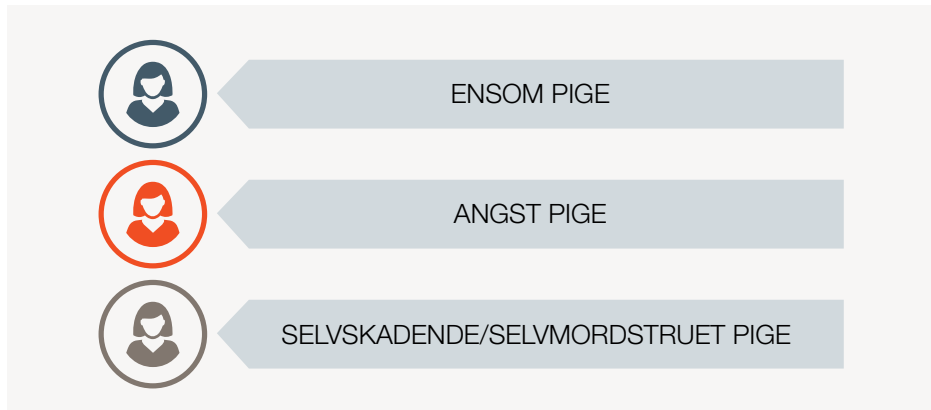 ENSOM PIGE
ANGST PIGE
SELVSKADENDE/SELVMORDSTRUET PIGE